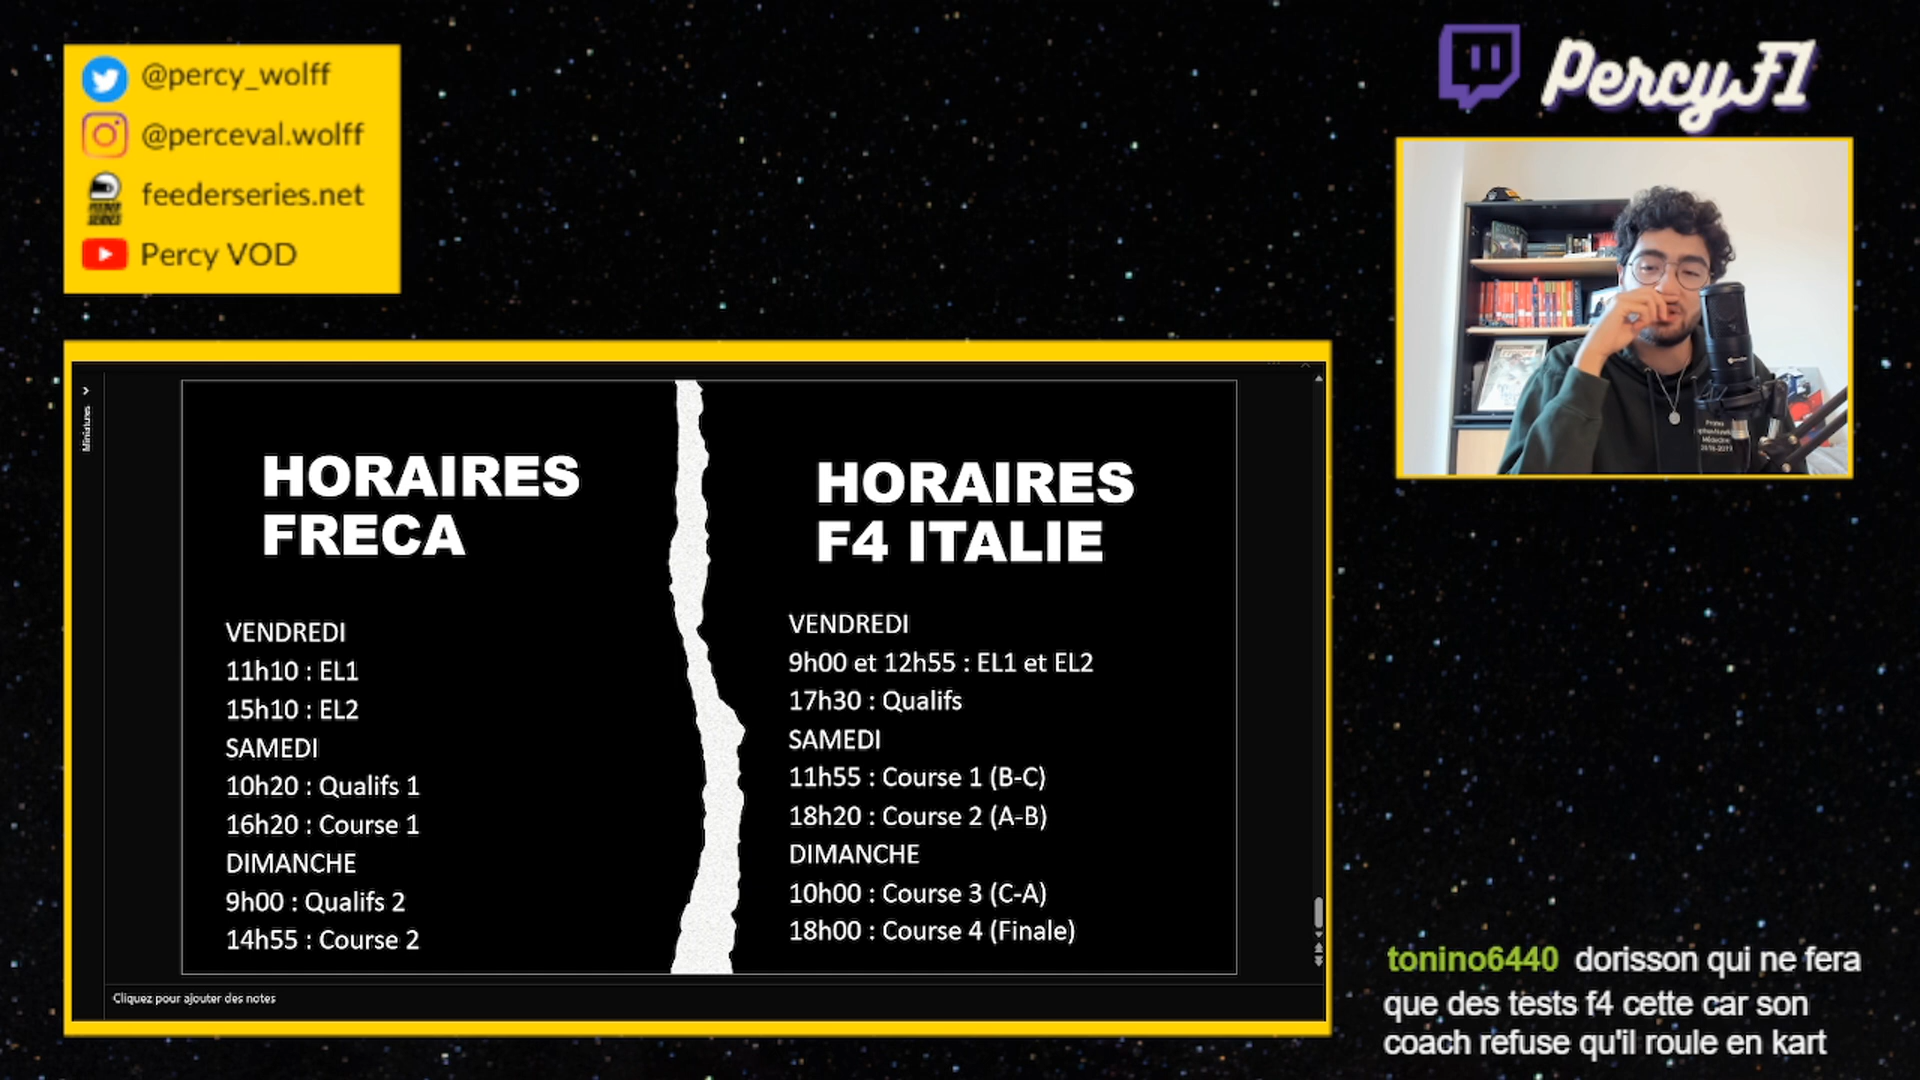 @percy_wolff
@perceval.wolff
feederseries.net
Percy VOD
PercyF1
Miniatures
HORAIRES
FRECA
VENDREDI
11h10 : EL1
15h10 : EL2
SAMEDI
10h20 : Qualifs 1
16h20 : Course 1
DIMANCHE
9h00 : Qualifs 2
14h55 : Course 2
HORAIRES
F4 ITALIE
VENDREDI
9h00 et 12h55 : EL1 et EL2
17h30 : Qualifs
SAMEDI
11h55 : Course 1 (B-C)
18h20 : Course 2 (A-B)
DIMANCHE
10h00 : Course 3 (C-A)
18h00 : Course 4 (Finale)
Cliquez pour ajouter des notes
tonino6440 dorisson qui ne fera
que des tests f4 cette car son
coach refuse qu'il roule en kart